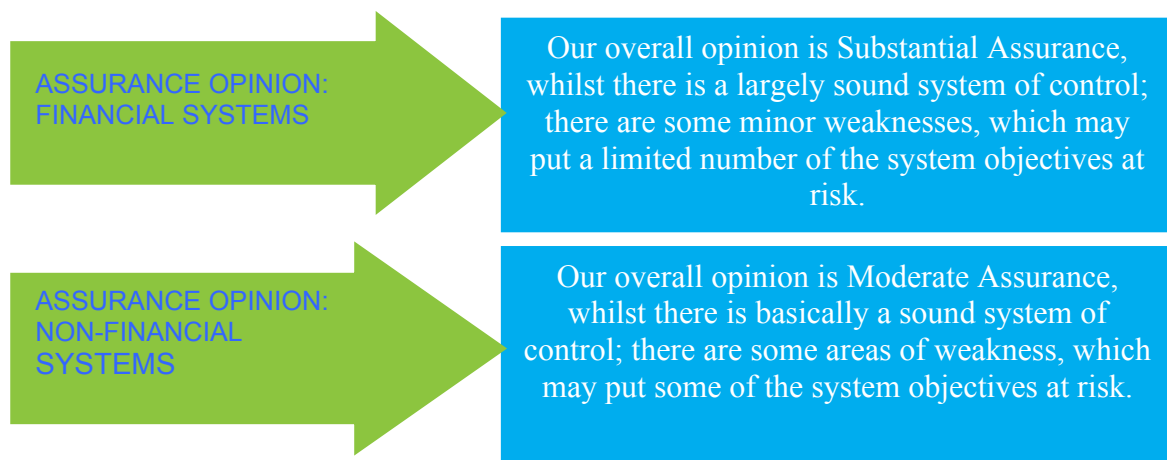 ASSURANCE OPINION:
FINANCIAL SYSTEMS
Our overall opinion is Substantial Assurance,
whilst there is a largely sound system of control;
there are some minor weaknesses, which may
put a limited number of the system objectives at
risk.
ASSURANCE OPINION:
NON-FINANCIAL
SYSTEMS
Our overall opinion is Moderate Assurance,
whilst there is basically a sound system of
control; there are some areas of weakness, which
may put some of the system objectives at risk.